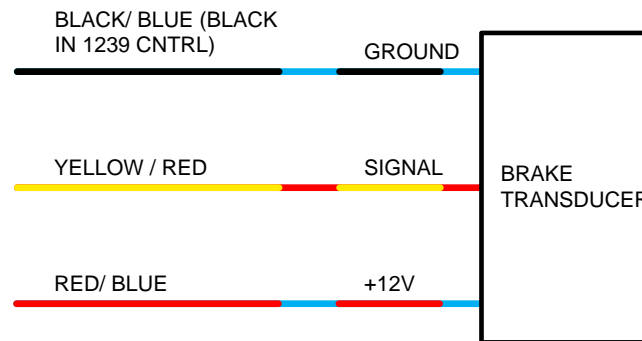 BLACK/ BLUE (BLACK
IN 1239 CNTRL)
GROUND
YELLOW / RED
SIGNAL
BRAKE
TRANSDUCER
RED/ BLUE
+12V